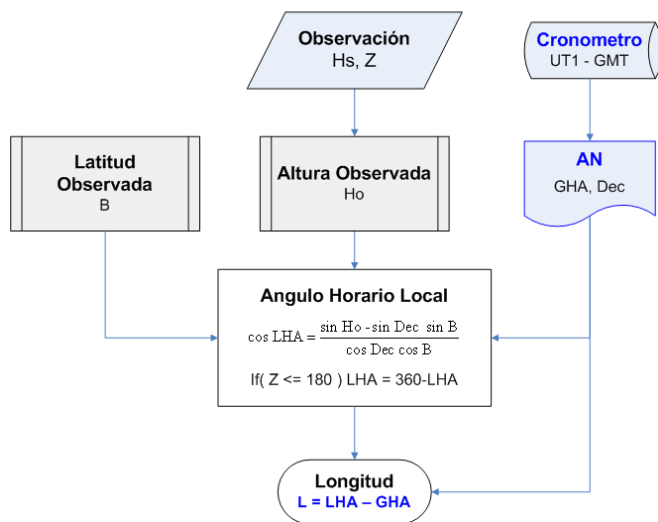 Observación
Hs, Z
Cronometro
UT1 - GMT
Latitud
Observada
B
Altura Observada
Ho
AN
GHA, Dec
Angulo Horario Local
cos LHA = sin Ho -sin Dec sin B
cos Dec cos B
If( Z <= 180 ) LHA = 360-LHA
Longitud
L = LHA – GHA